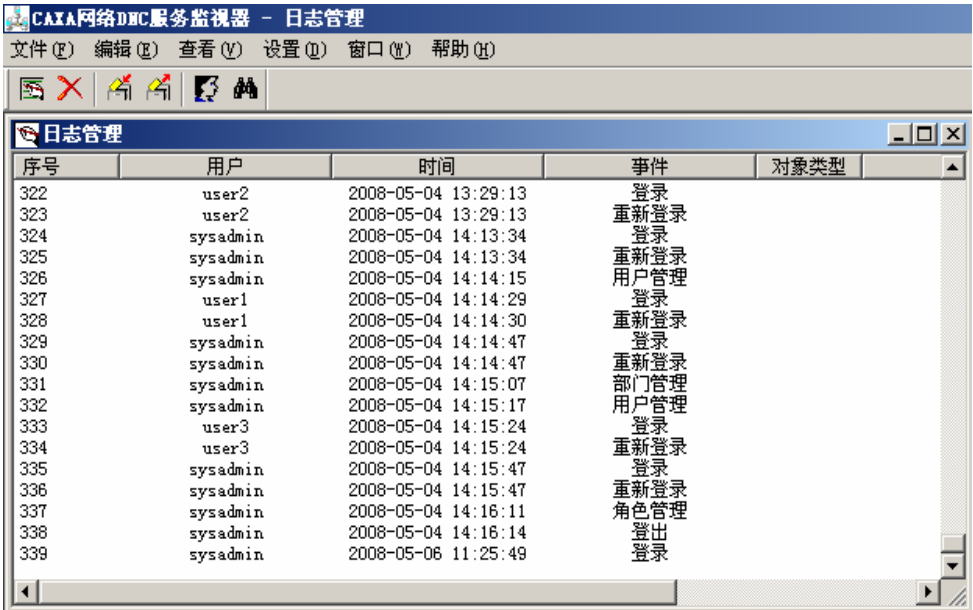 CAXA网络DNC服务监视器 - 日志管理
文件(F) 编辑(E) 查看(V) 设置(D) 窗口(W) 帮助(H)
日志管理
序号 用户 时间 事件 对象类型
322 user2 2008-05-04 13:29:13 登录
323 user2 2008-05-04 13:29:13 重新登录
324 sysadmin 2008-05-04 14:13:34 登录
325 sysadmin 2008-05-04 14:13:34 重新登录
326 sysadmin 2008-05-04 14:14:15 用户管理
327 user1 2008-05-04 14:14:29 登录
328 user1 2008-05-04 14:14:30 重新登录
329 sysadmin 2008-05-04 14:14:47 登录
330 sysadmin 2008-05-04 14:14:47 重新登录
331 sysadmin 2008-05-04 14:15:07 部门管理
332 sysadmin 2008-05-04 14:15:17 用户管理
333 user3 2008-05-04 14:15:24 登录
334 user3 2008-05-04 14:15:24 重新登录
335 sysadmin 2008-05-04 14:15:47 登录
336 sysadmin 2008-05-04 14:15:47 重新登录
337 sysadmin 2008-05-04 14:16:11 角色管理
338 sysadmin 2008-05-04 14:16:14 登出
339 sysadmin 2008-05-06 11:25:49 登录